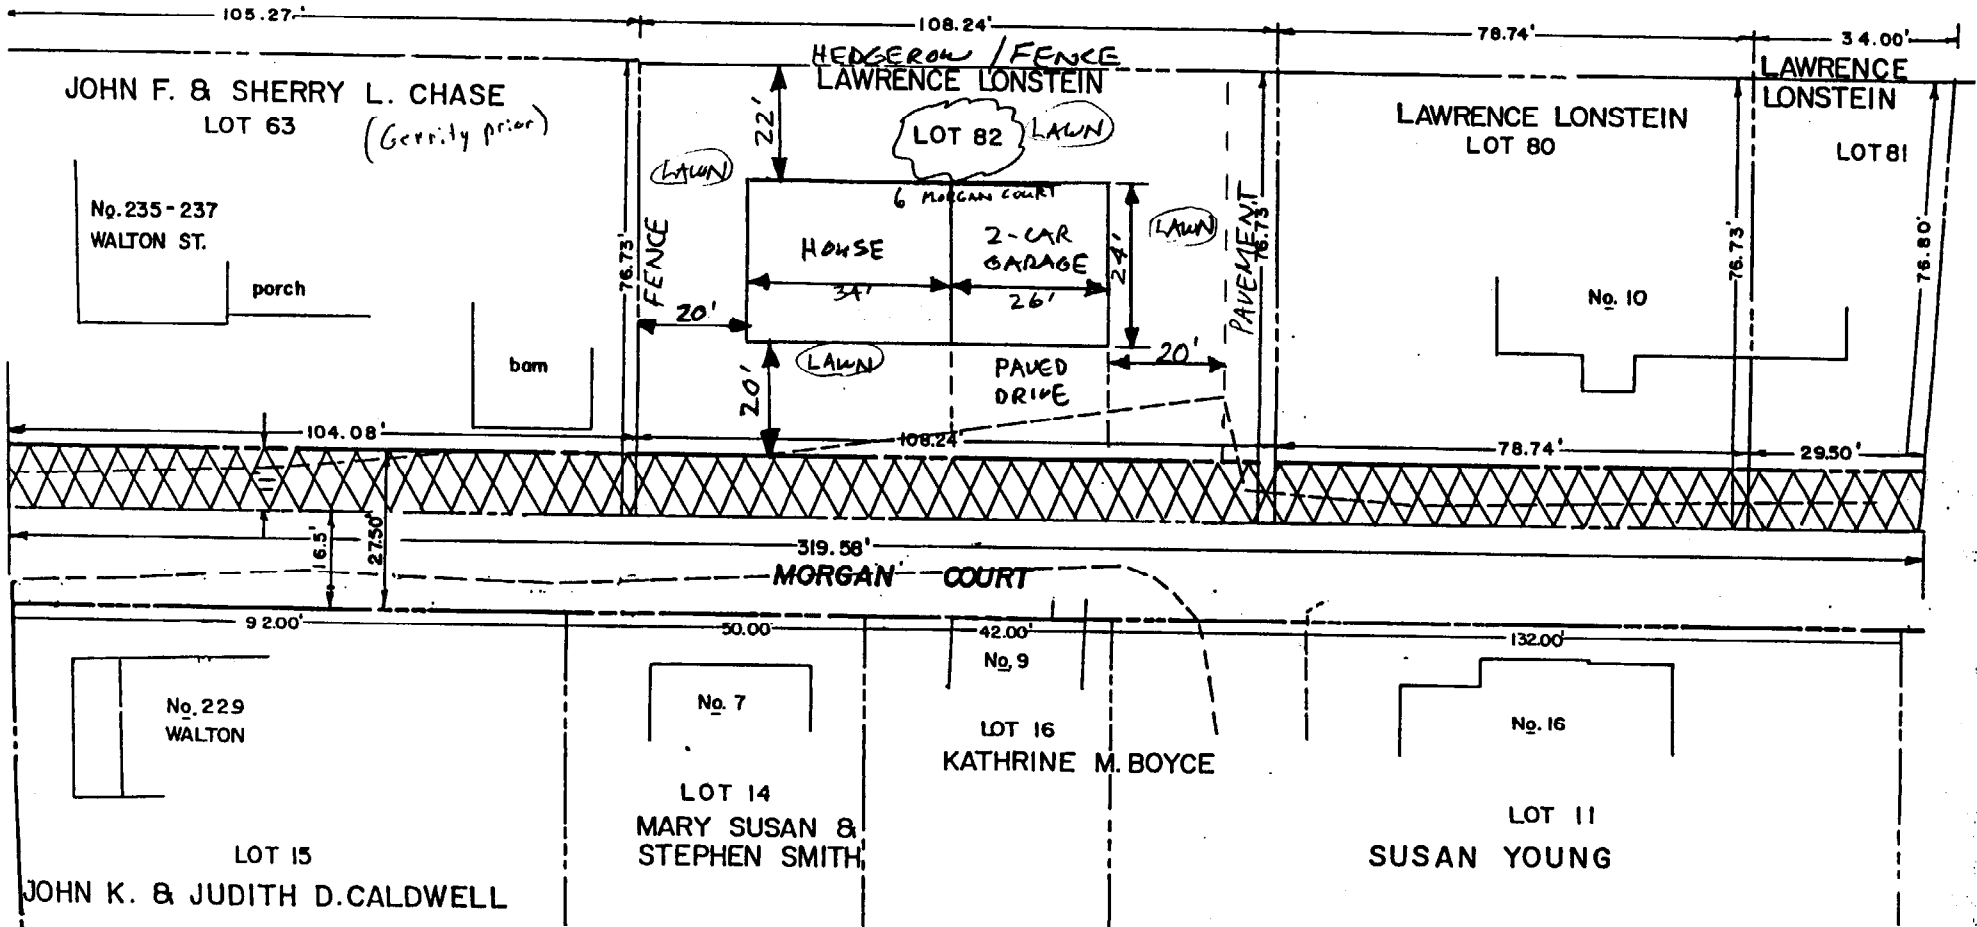 105.27'
108.24'
78.74'
34.00'
HEDGEROW / FENCE
LAWRENCE LONSTEIN
LAWRENCE
LONSTEIN
JOHN F. & SHERRY L. CHASE
LOT 63
(Gerrity prior)
22'
LOT 82
LAWN
LAWRENCE LONSTEIN
LOT 80
LOT 81
LAWN
6 MORGAN COURT
No. 235-237
WALTON ST.
76.73'
FENCE
HOUSE
2-CAR
GARAGE
24'
LAWN
PAVEMENT
76.73'
76.73'
76.80'
porch
34'
26'
No. 10
20'
barn
LAWN
20'
PAVED
DRIVE
20'
104.08'
108.24'
78.74'
29.50'
16.5'
27.50'
319.58'
MORGAN COURT
92.00'
50.00'
42.00'
132.00'
No. 9
No. 229
WALTON
No. 7
LOT 16
KATHRINE M. BOYCE
No. 16
LOT 14
MARY SUSAN &
STEPHEN SMITH
LOT 11
SUSAN YOUNG
LOT 15
JOHN K. & JUDITH D. CALDWELL